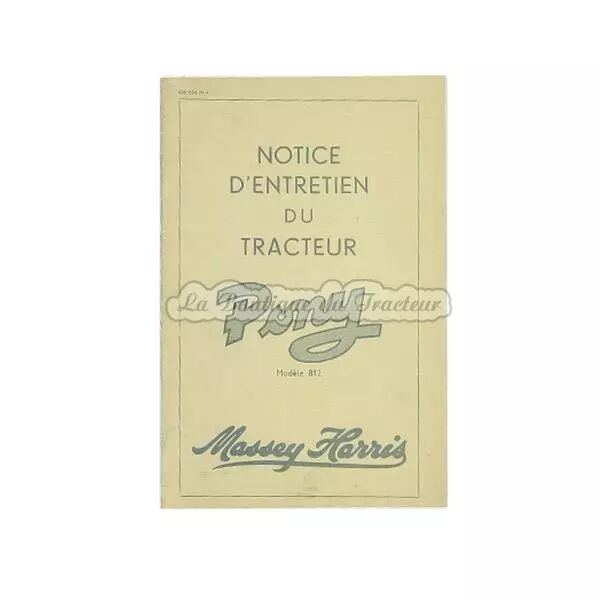 NOTICE
D'ENTRETIEN
DU
TRACTEUR
Pony
La Boutique du Tracteur
Modèle 812
Massey Harris